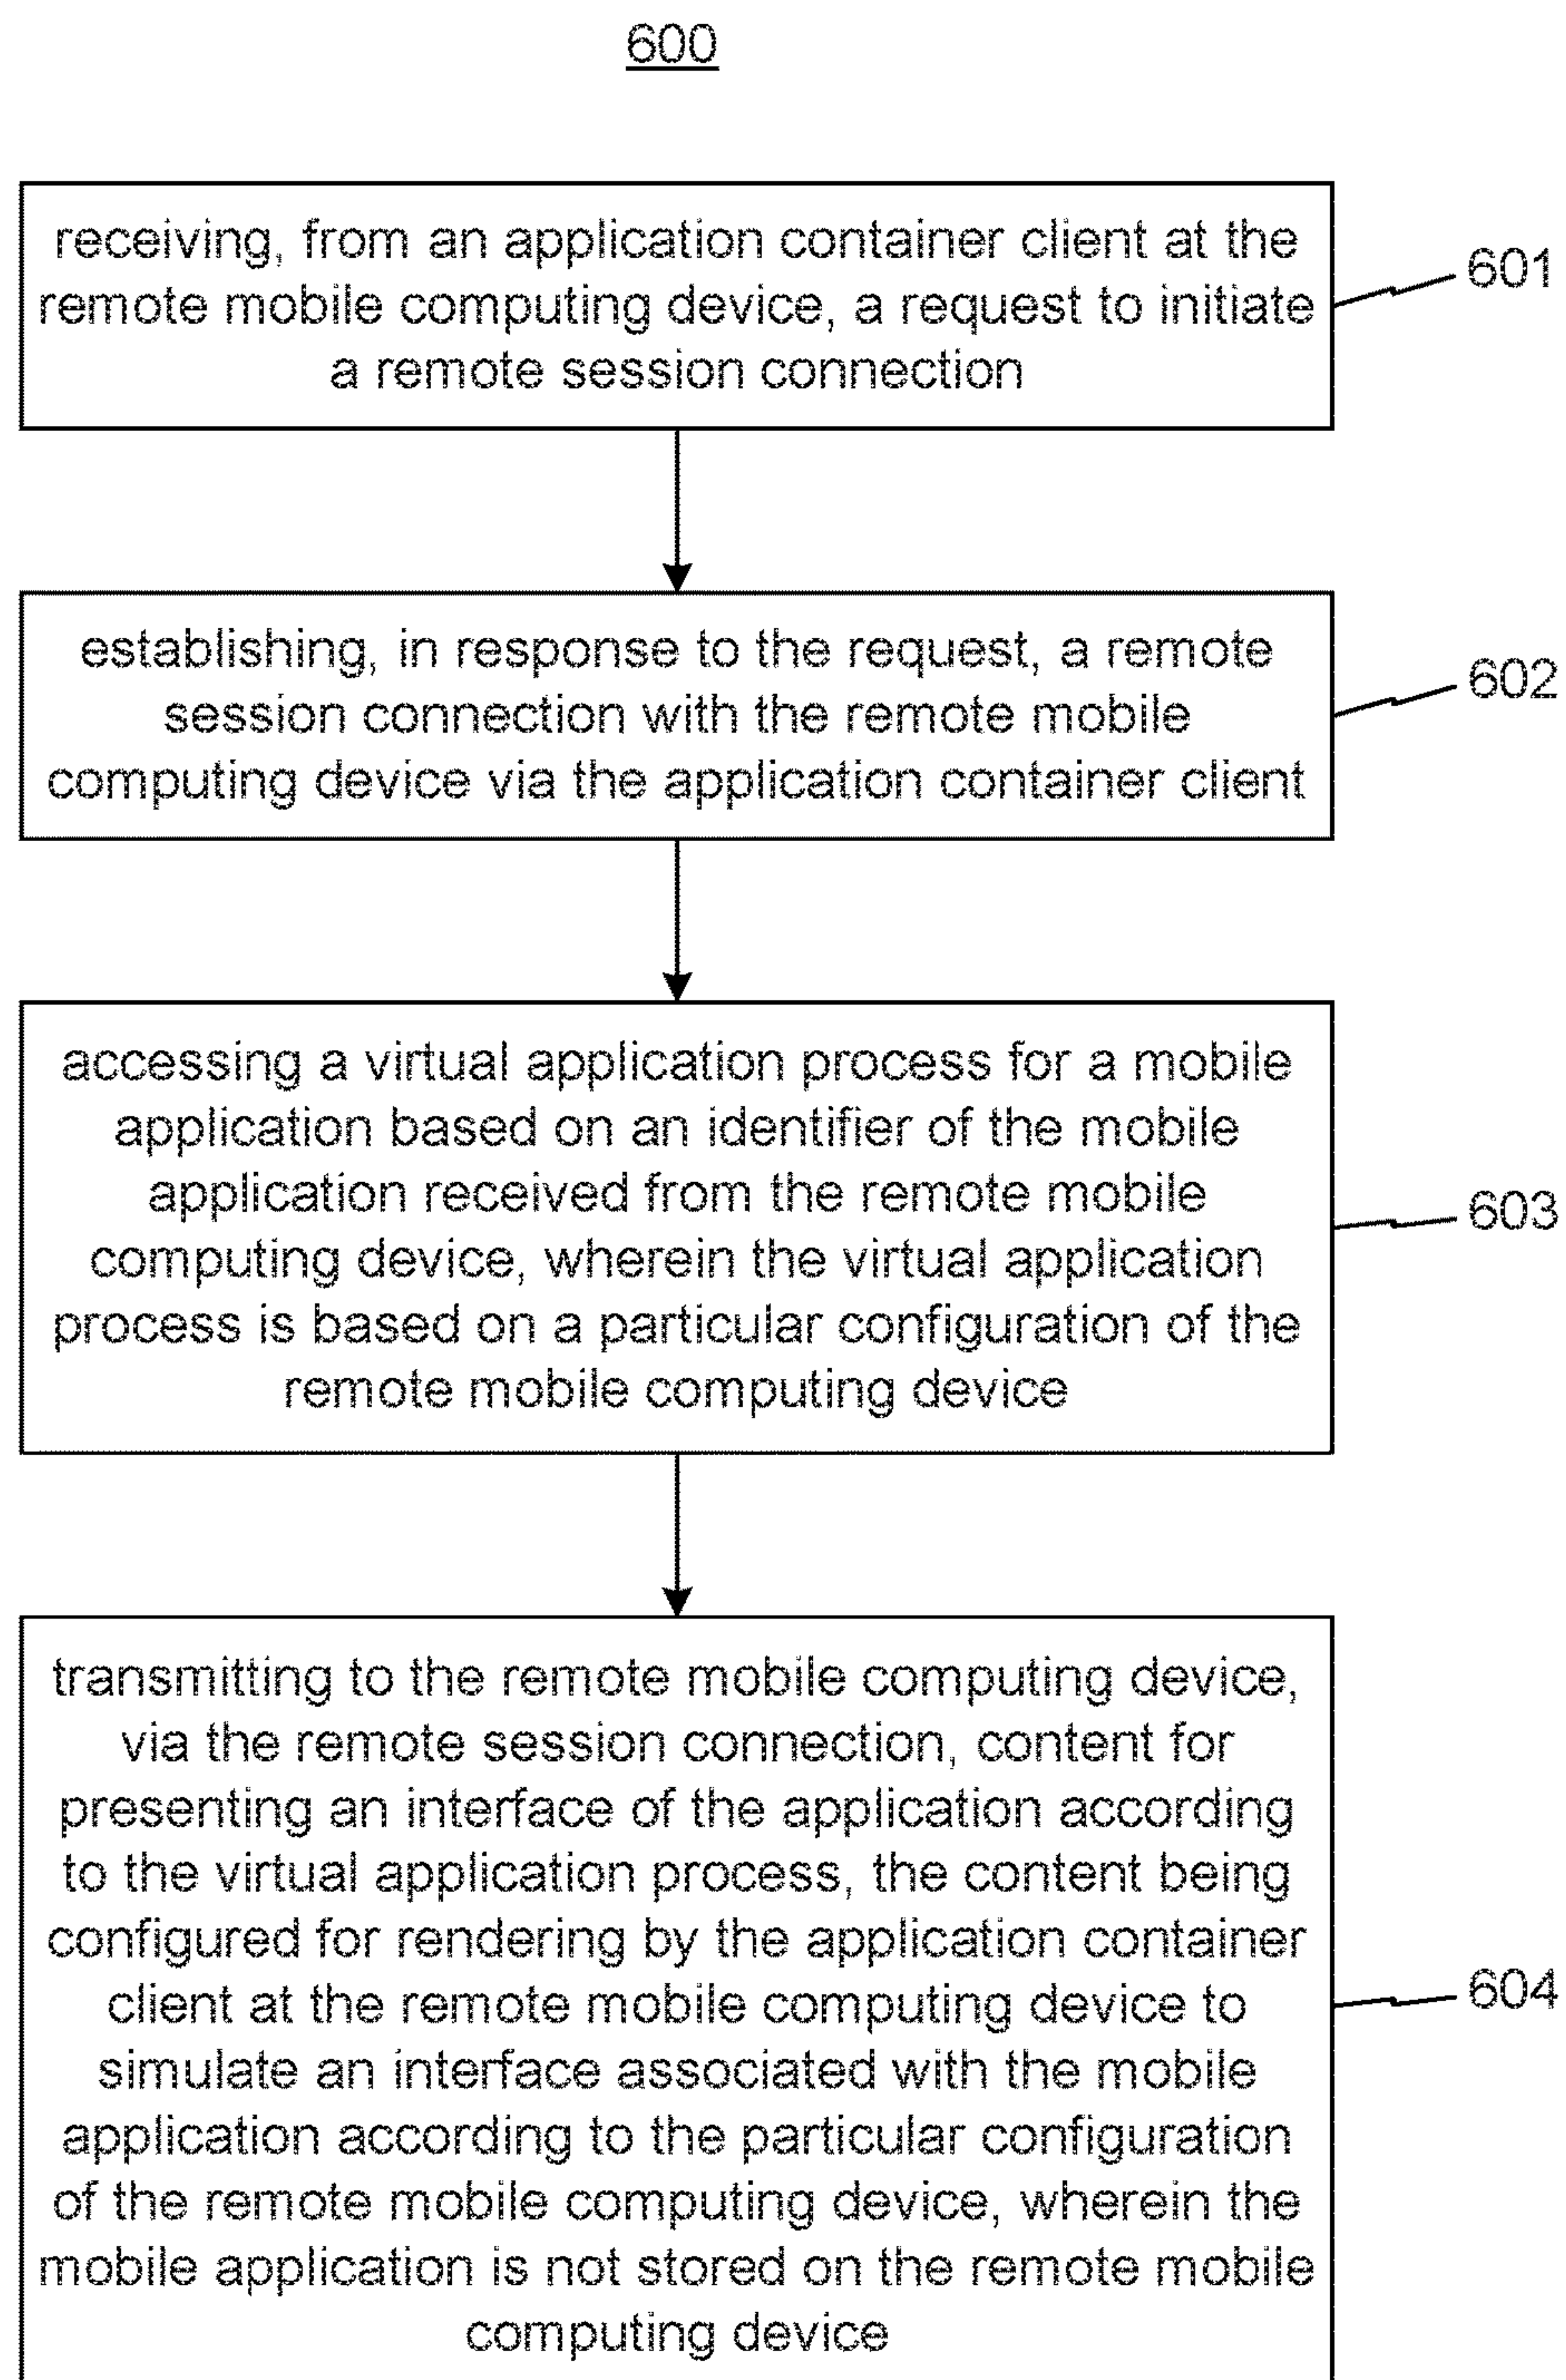 600
receiving, from an application container client at the
remote mobile computing device, a request to initiate
a remote session connection
601
establishing, in response to the request, a remote
session connection with the remote mobile
computing device via the application container client
602
accessing a virtual application process for a mobile
application based on an identifier of the mobile
application received from the remote mobile
computing device, wherein the virtual application
process is based on a particular configuration of the
remote mobile computing device
603
transmitting to the remote mobile computing device,
via the remote session connection, content for
presenting an interface of the application according
to the virtual application process, the content being
configured for rendering by the application container
client at the remote mobile computing device to
simulate an interface associated with the mobile
application according to the particular configuration
of the remote mobile computing device, wherein the
mobile application is not stored on the remote mobile
computing device
604